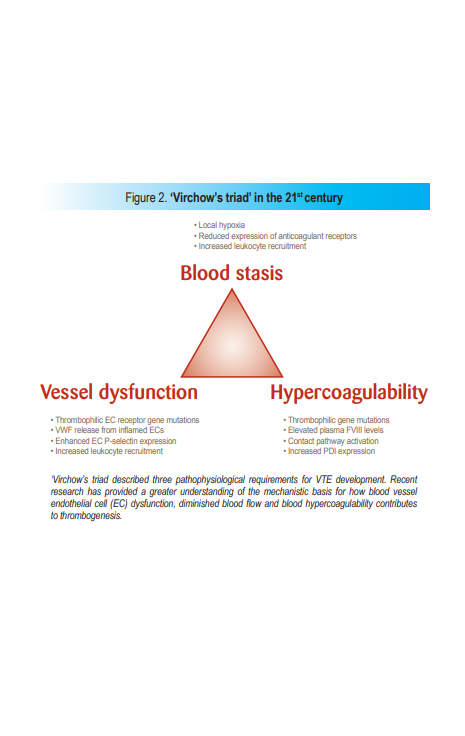 Figure 2. ‘Virchow’s triad’ in the 21st century
• Local hypoxia
• Reduced expression of anticoagulant receptors
• Increased leukocyte recruitment
Blood stasis
Vessel dysfunction
• Thrombophilic EC receptor gene mutations
• VWF release from inflamed ECs
• Enhanced EC P-selectin expression
• Increased leukocyte recruitment
Hypercoagulability
• Thrombophilic gene mutations
• Elevated plasma FVIII levels
• Contact pathway activation
• Increased PDI expression
‘Virchow’s triad described three pathophysiological requirements for VTE development. Recent
research has provided a greater understanding of the mechanistic basis for how blood vessel
endothelial cell (EC) dysfunction, diminished blood flow and blood hypercoagulability contributes
to thrombogenesis.